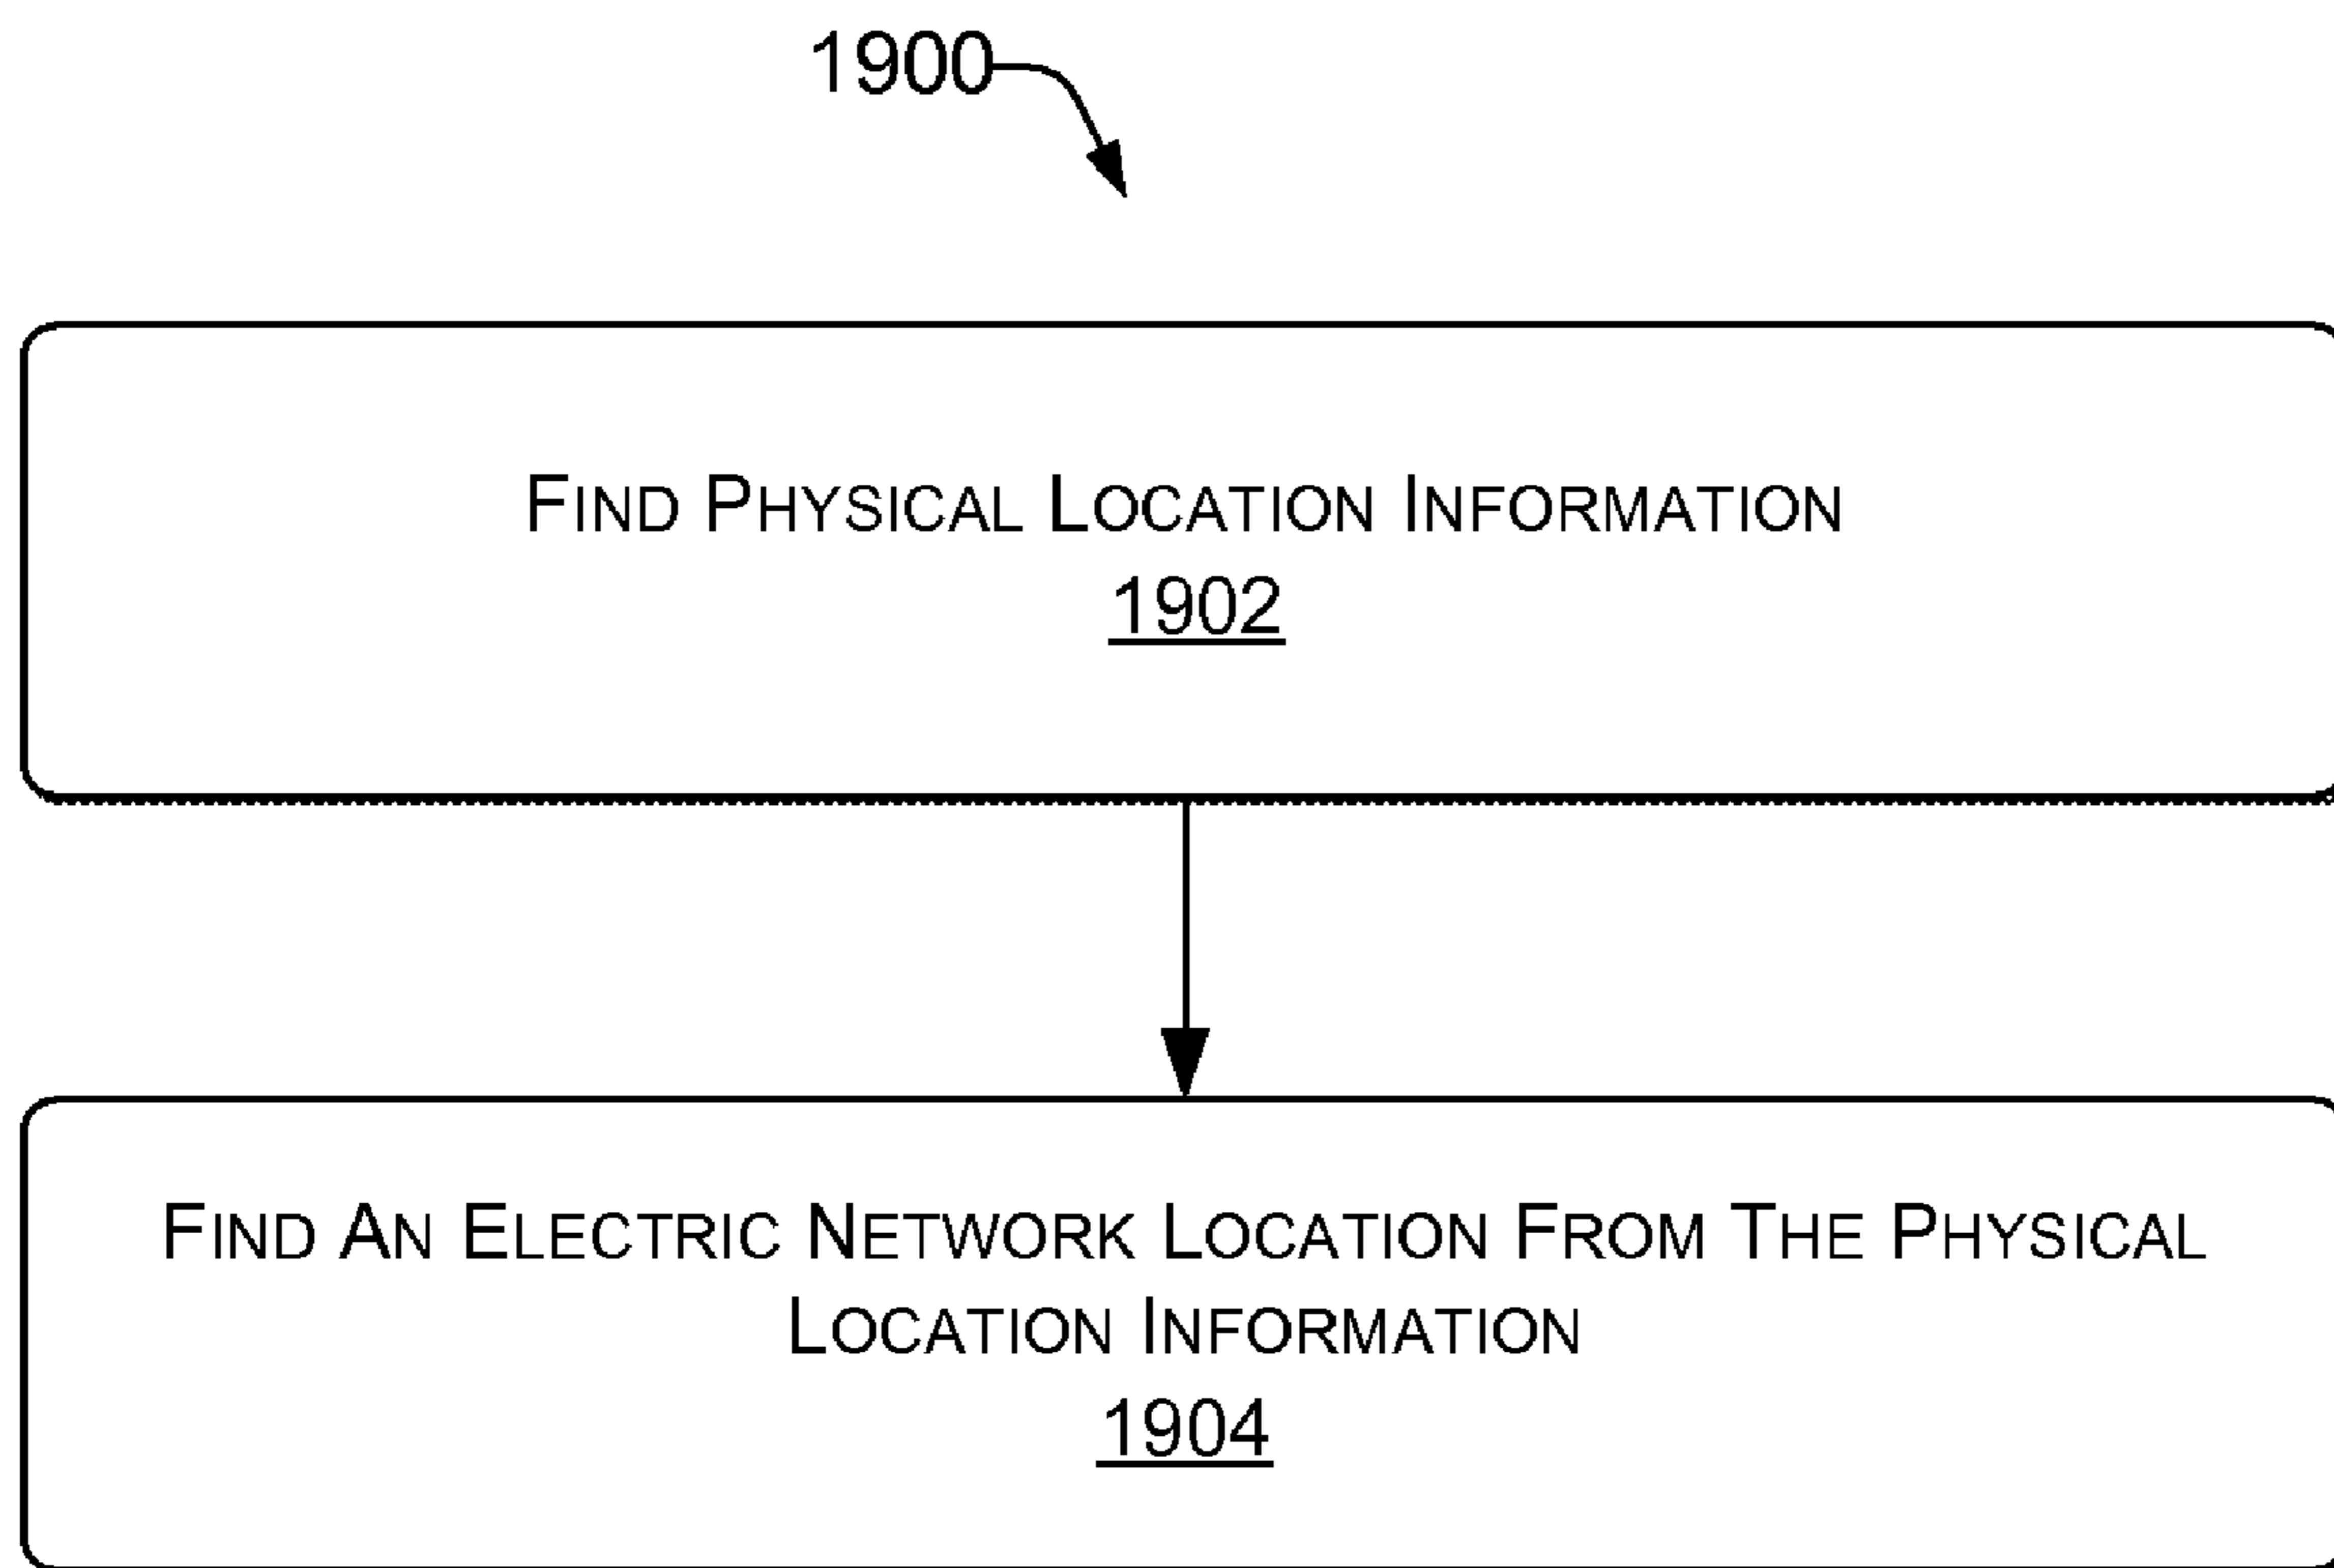 1900
FIND PHYSICAL LOCATION INFORMATION
1902
FIND AN ELECTRIC NETWORK LOCATION FROM THE PHYSICAL
LOCATION INFORMATION
1904